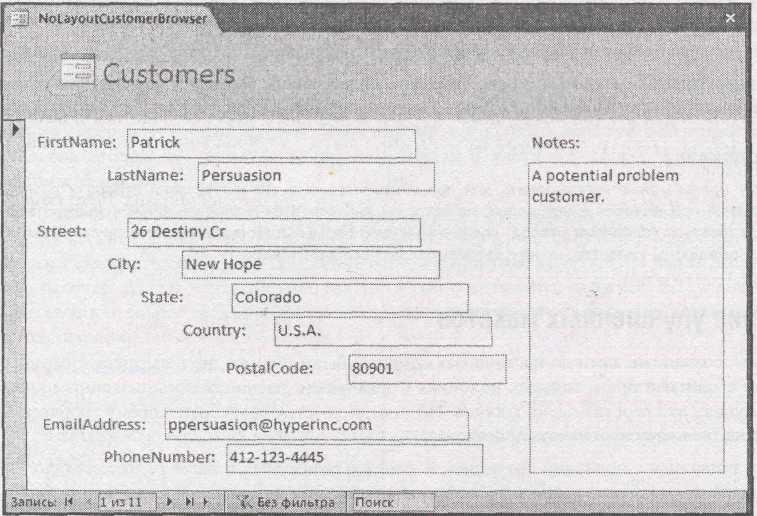 NoLayoutCustomerBrowser
Customers
FirstName: Patrick
LastName: Persuasion
Street: 26 Destiny Cr
City: New Hope
State: Colorado
Country: U.S.A.
PostalCode: 80901
EmailAddress: ppersuasion@hyperinc.com
PhoneNumber: 412-123-4445
Notes:
A potential problem
customer.
Запись: 1 из 11 Без фильтра Поиск